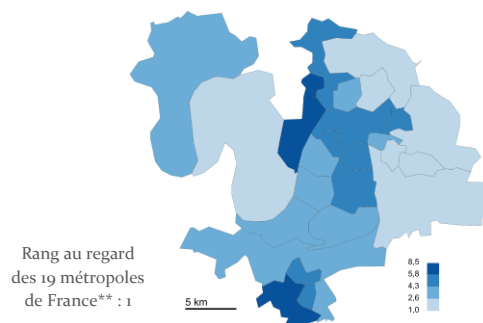 Rang au regard
des 19 métropoles
de France** : 1
5 km
8,5
5,8
4,3
2,6
1,0